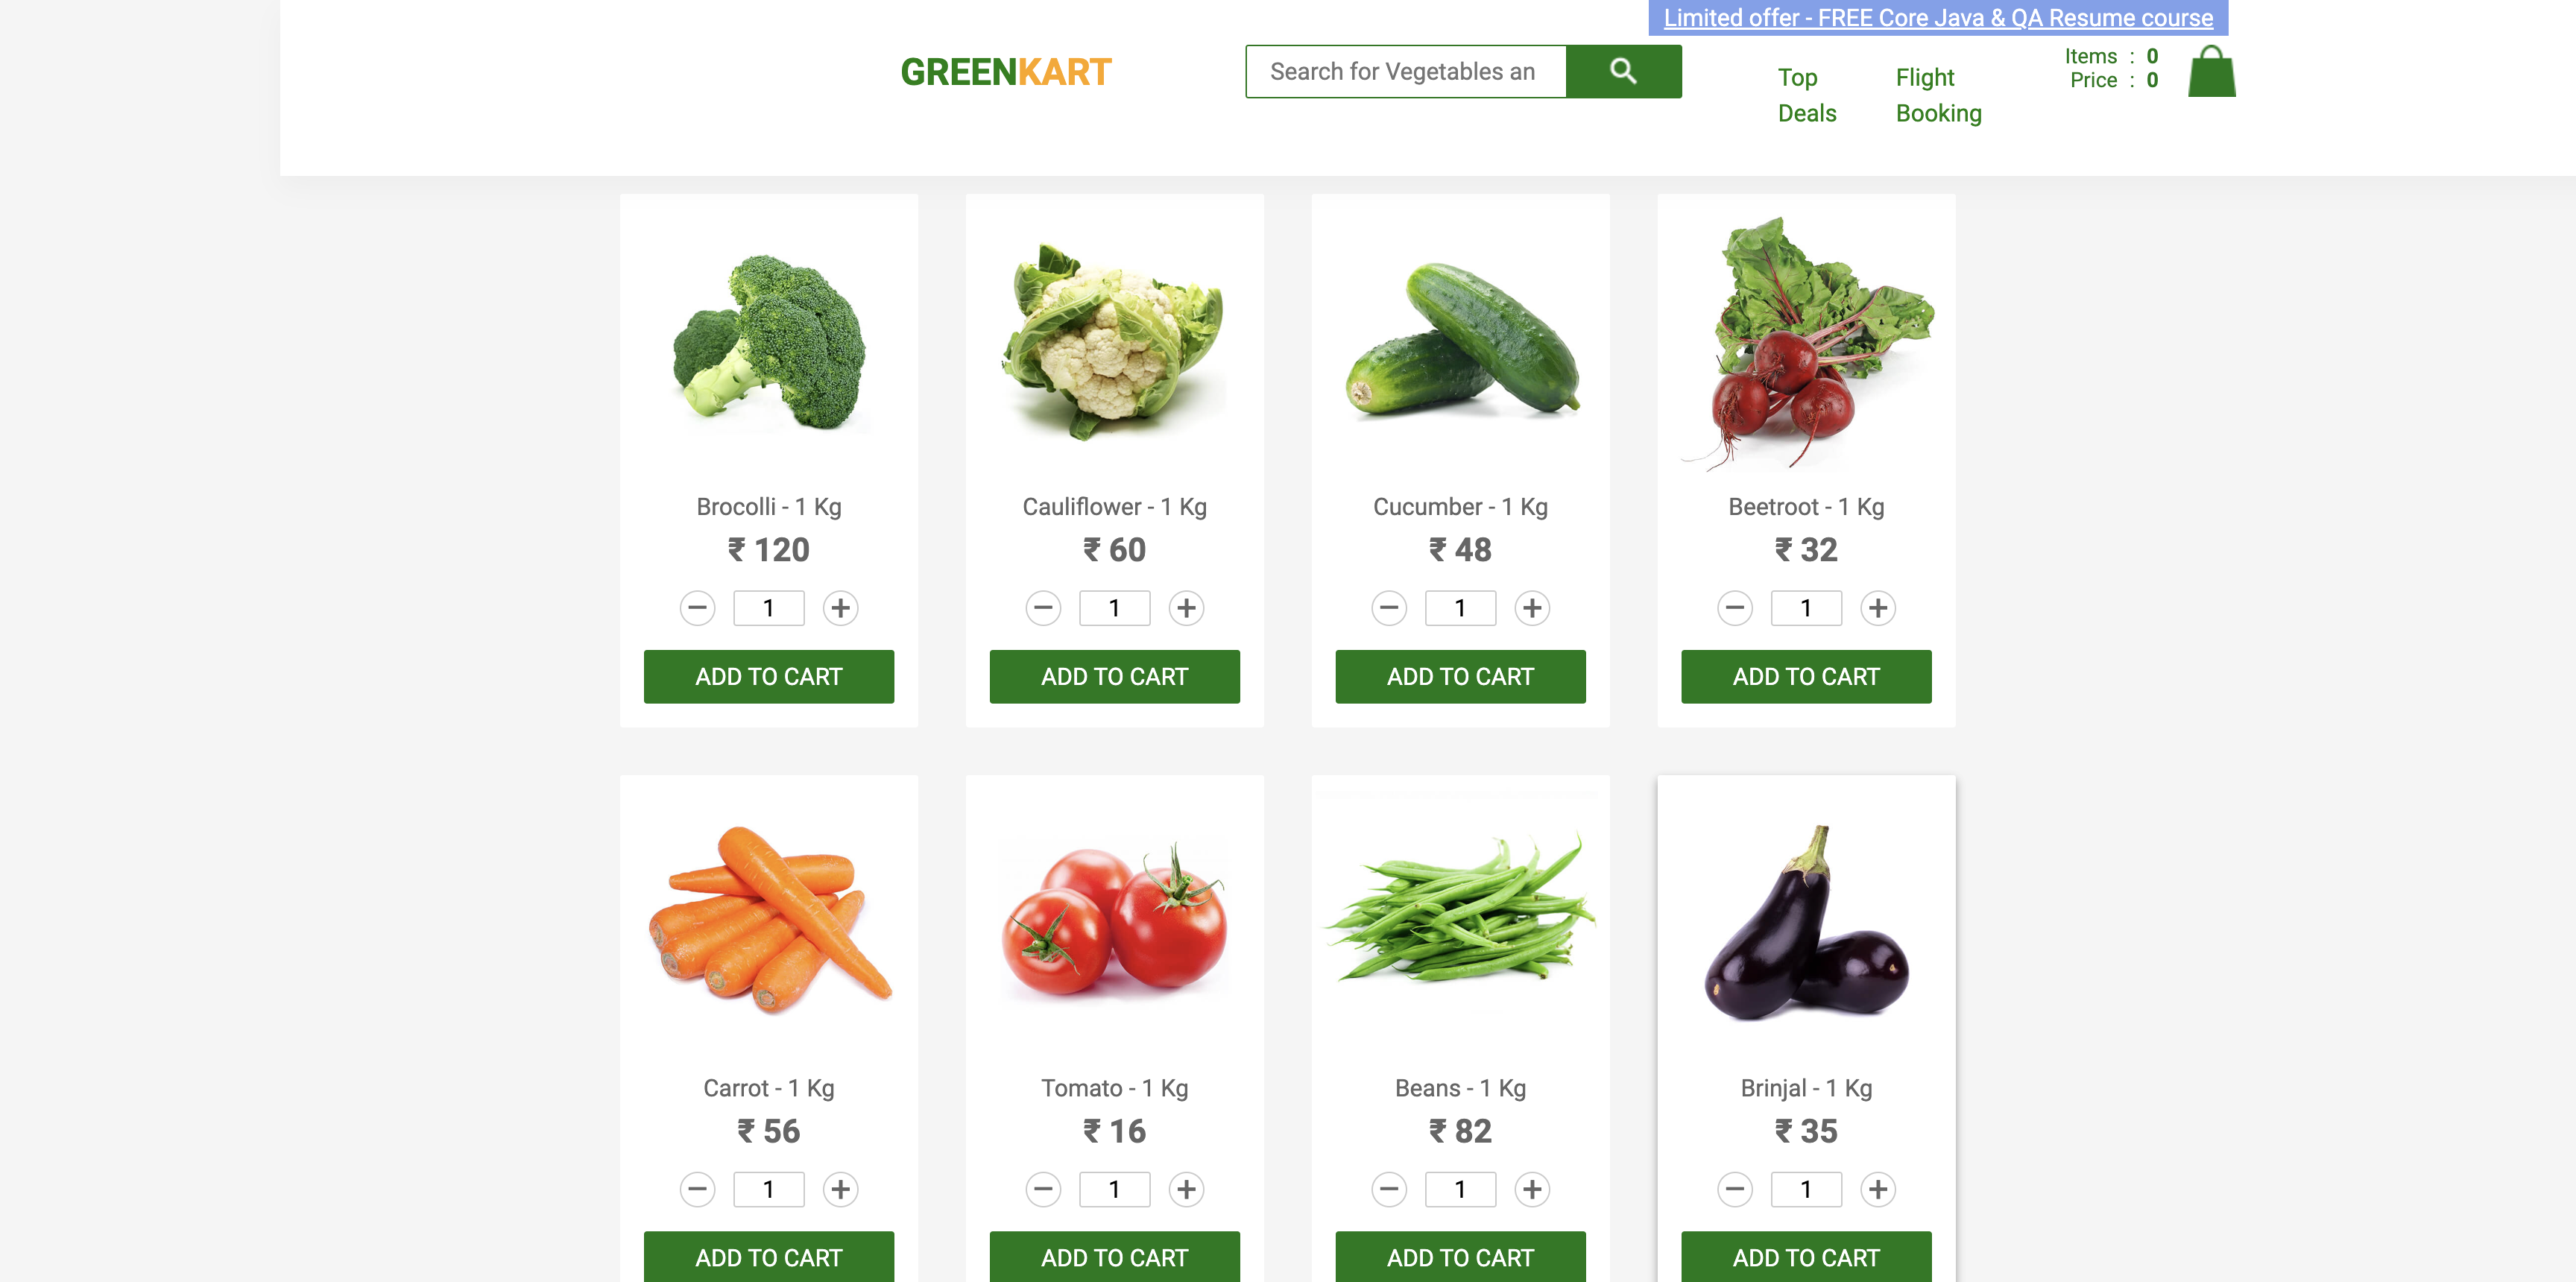 Limited offer - FREE Core Java & QA Resume course
GREENKART
Search for Vegetables an
Top Deals
Flight Booking
Items : 0
Price : 0
Brocolli - 1 Kg
₹ 120
− 1 +
ADD TO CART
Cauliflower - 1 Kg
₹ 60
− 1 +
ADD TO CART
Cucumber - 1 Kg
₹ 48
− 1 +
ADD TO CART
Beetroot - 1 Kg
₹ 32
− 1 +
ADD TO CART
Carrot - 1 Kg
₹ 56
− 1 +
ADD TO CART
Tomato - 1 Kg
₹ 16
− 1 +
ADD TO CART
Beans - 1 Kg
₹ 82
− 1 +
ADD TO CART
Brinjal - 1 Kg
₹ 35
− 1 +
ADD TO CART